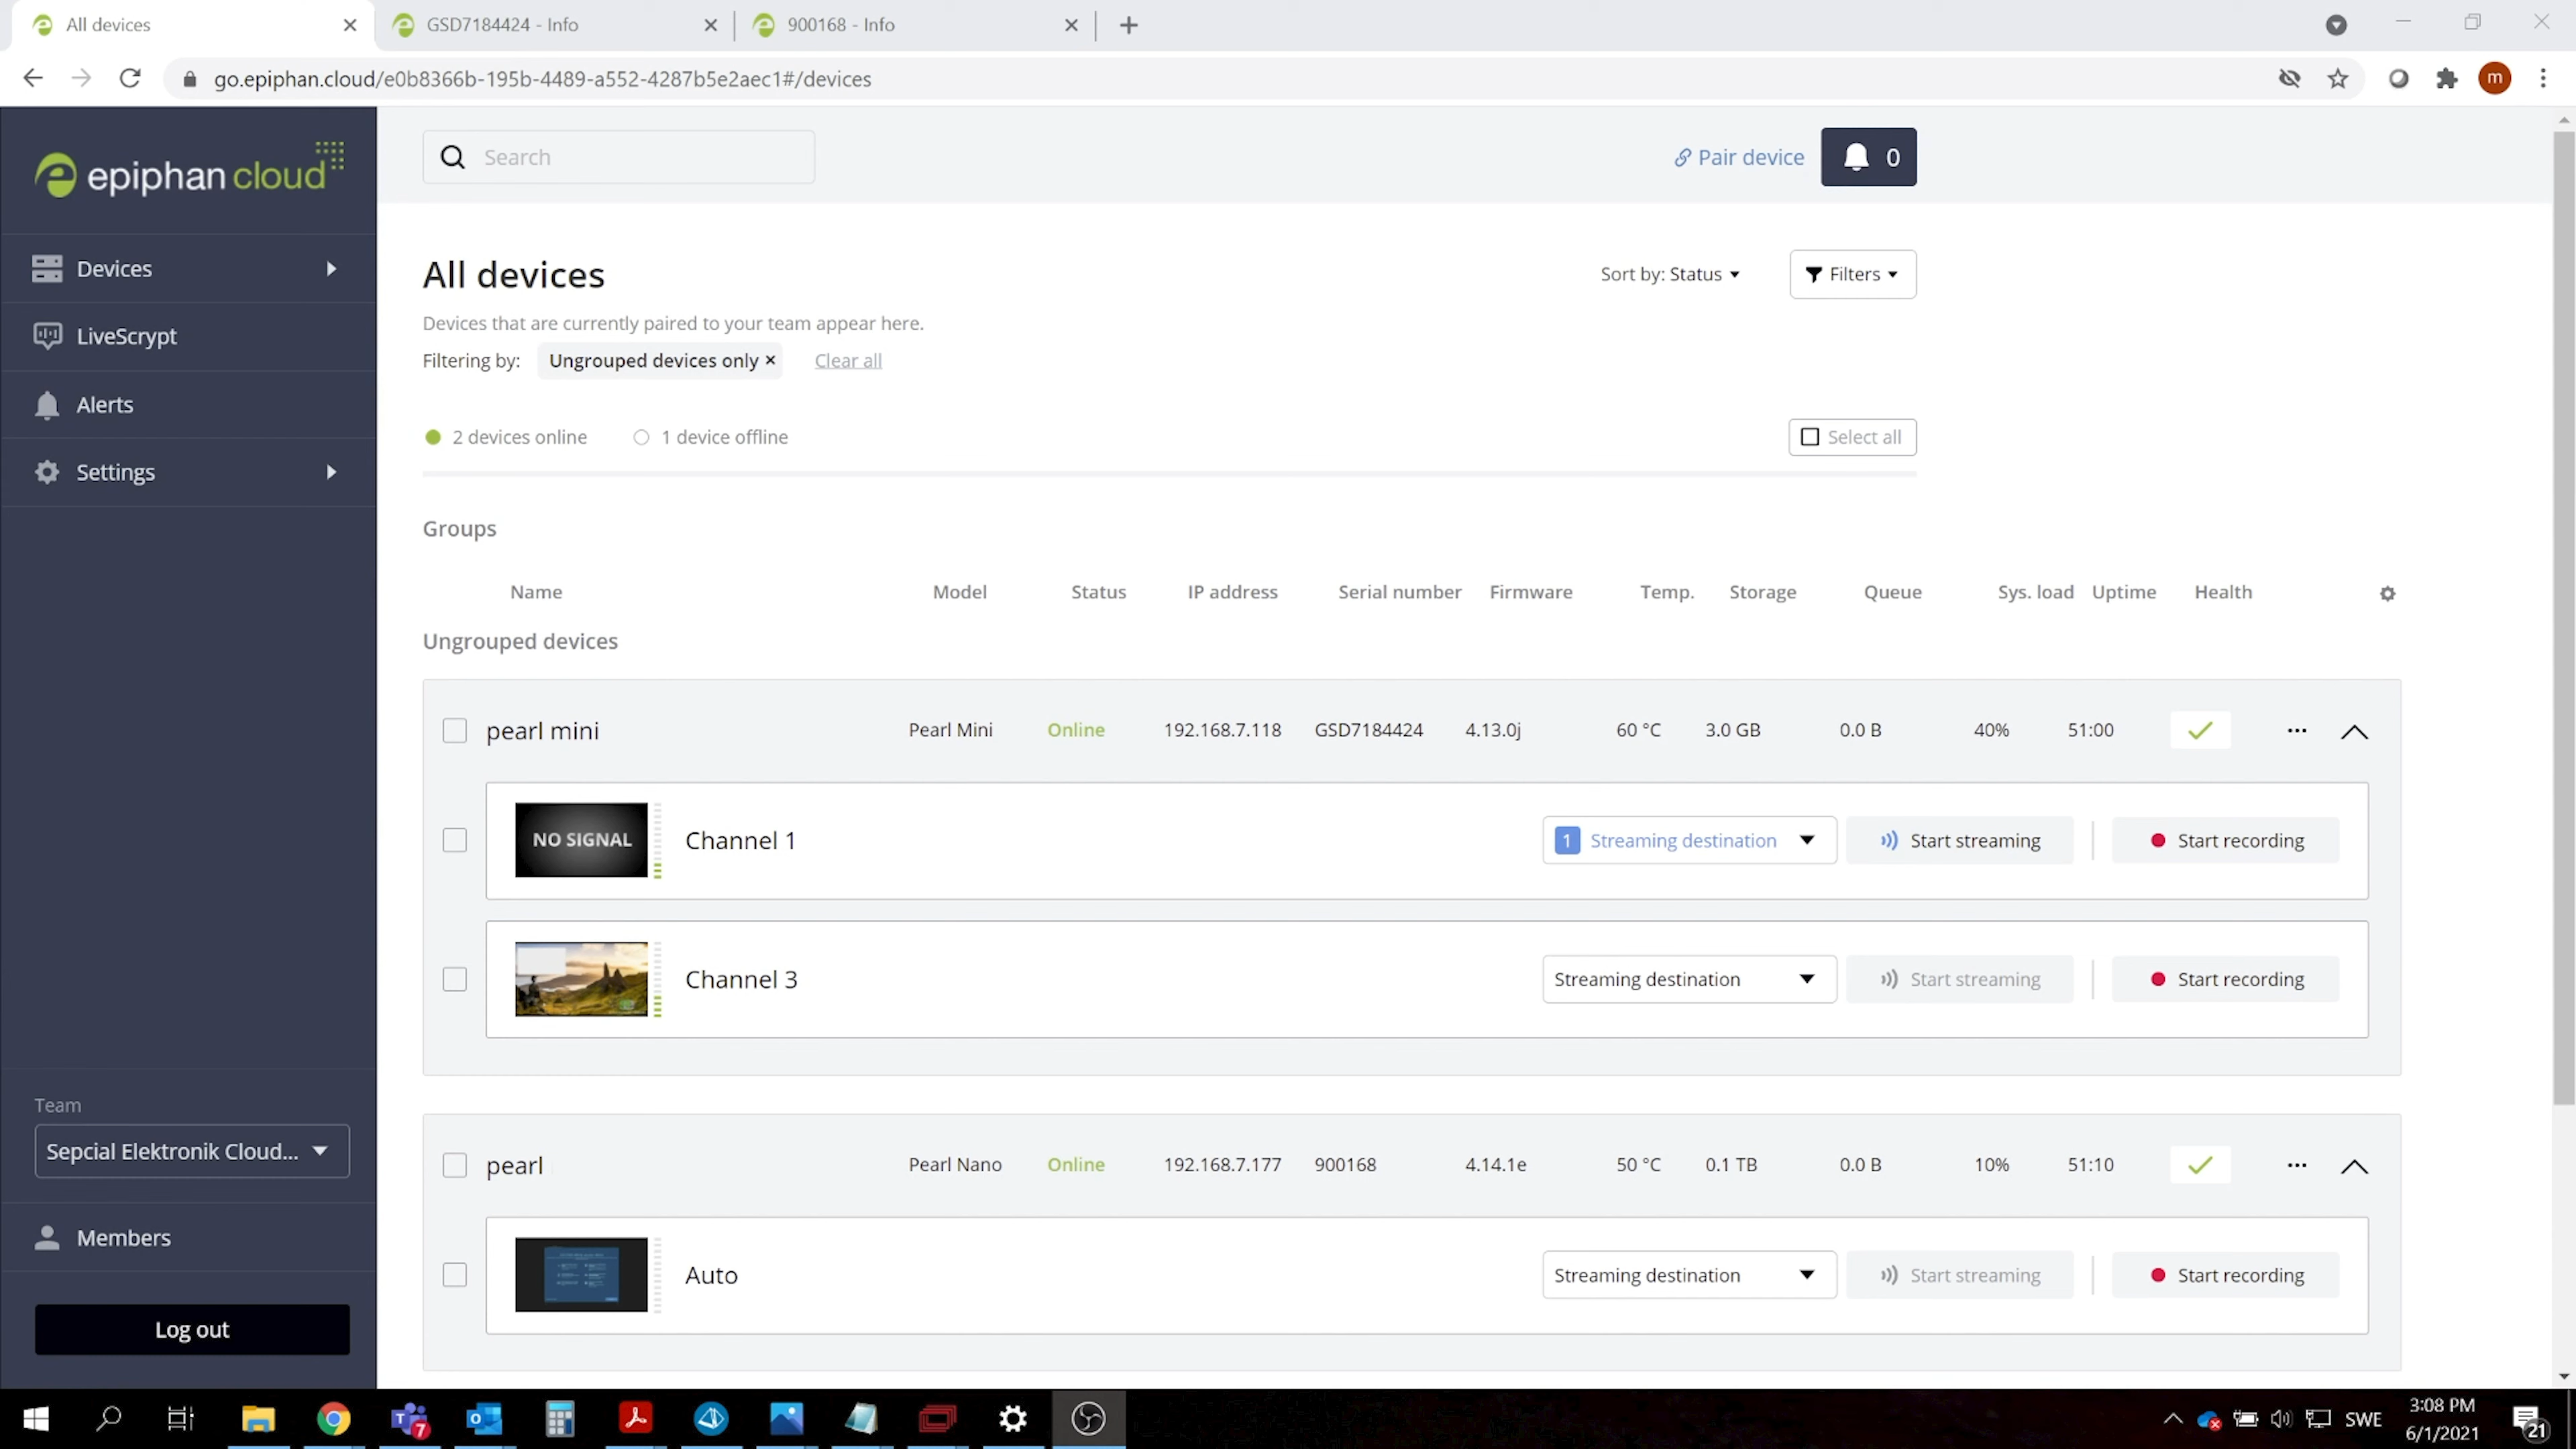 All devices
GSD7184424 - Info
900168 - Info
go.epiphan.cloud/e0b8366b-195b-4489-a552-4287b5e2aec1#/devices
m
epiphan cloud
Search
Pair device
0
Devices
LiveScrypt
Alerts
Settings
All devices
Sort by: Status
Filters
Devices that are currently paired to your team appear here.
Filtering by: Ungrouped devices only × Clear all
2 devices online
1 device offline
Select all
Groups
Name Model Status IP address Serial number Firmware Temp. Storage Queue Sys. load Uptime Health
Ungrouped devices
pearl mini Pearl Mini Online 192.168.7.118 GSD7184424 4.13.0j 60 °C 3.0 GB 0.0 B 40% 51:00
NO SIGNAL
Channel 1
1 Streaming destination
Start streaming
Start recording
Channel 3
Streaming destination
Start streaming
Start recording
pearl Pearl Nano Online 192.168.7.177 900168 4.14.1e 50 °C 0.1 TB 0.0 B 10% 51:10
Auto
Streaming destination
Start streaming
Start recording
Team
Sepcial Elektronik Cloud...
Members
Log out
7
SWE
3:08 PM
6/1/2021
21